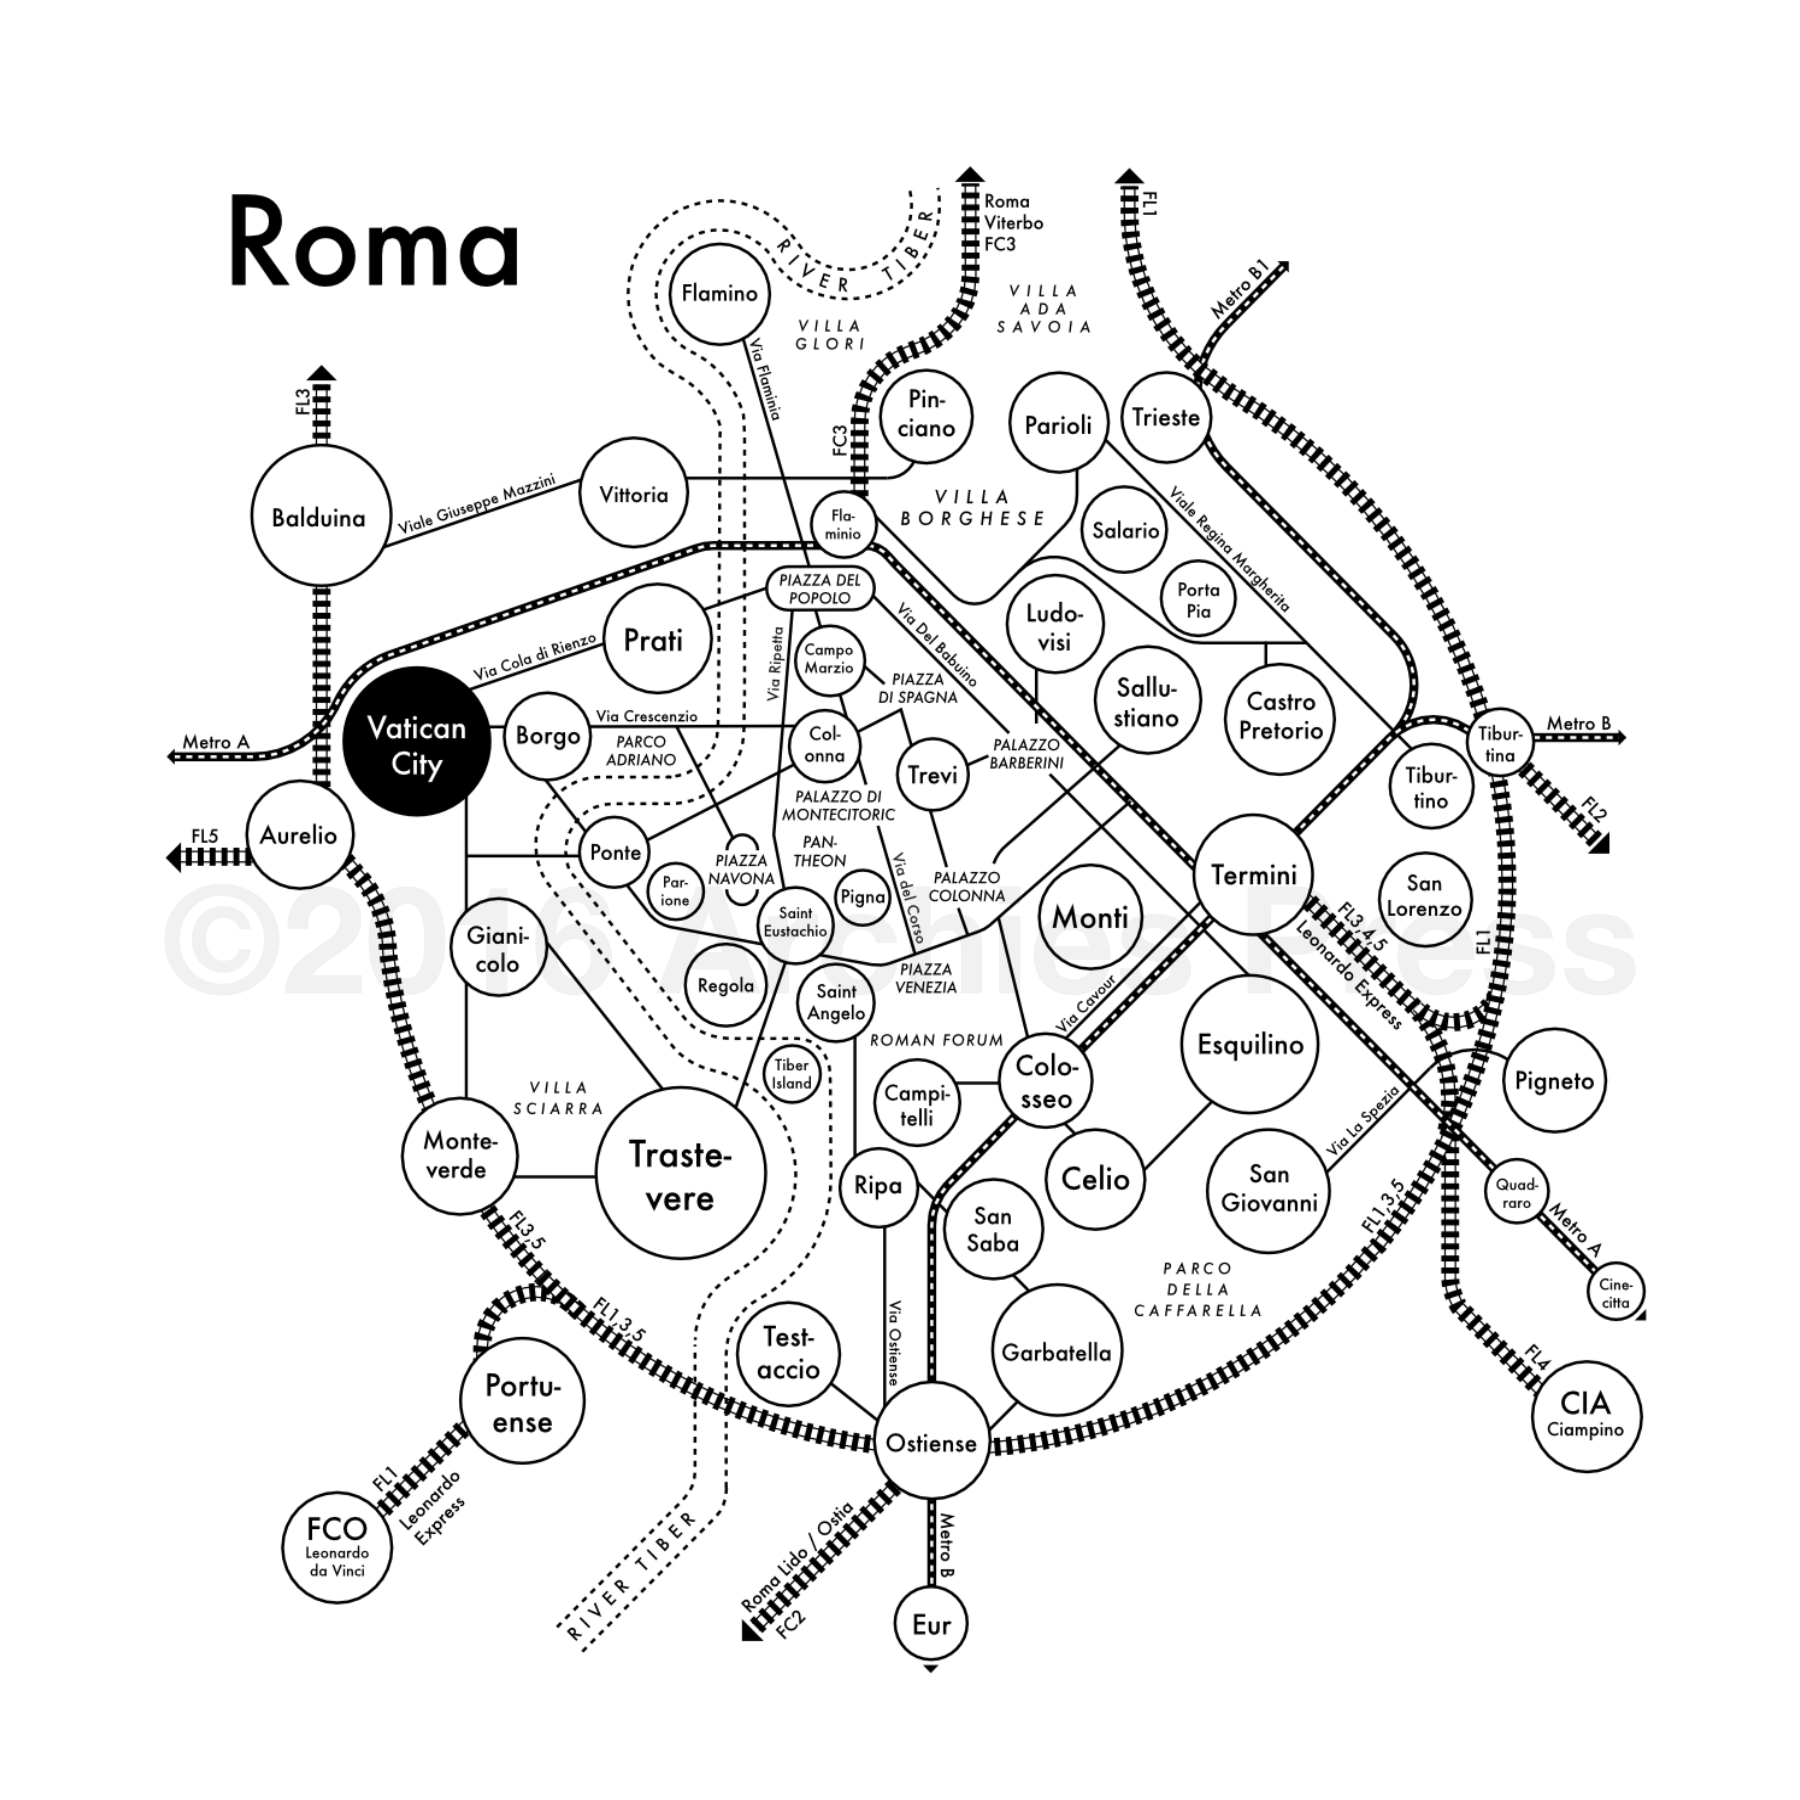 Roma
RIVER TIBER
Roma
Viterbo
FC3
FL1
Metro B1
Flamino
VILLA
GLORI
VILLA
ADA
SAVOIA
Via Flaminia
FL3
FC3
Pin-
ciano
Parioli
Trieste
Balduina
Viale Giuseppe Mazzini
Vittoria
Fla-
minio
VILLA
BORGHESE
Salario
Viale Regina Margherita
PIAZZA DEL
POPOLO
Porta
Pia
Via Cola di Rienzo
Prati
Via Ripetta
Campo
Marzio
Via Del Babuino
Ludo-
visi
PIAZZA
DI SPAGNA
Sallu-
stiano
Castro
Pretorio
Metro A
Vatican
City
Borgo
Via Crescenzio
PARCO
ADRIANO
Col-
onna
Trevi
PALAZZO
BARBERINI
Tibur-
tina
Metro B
Tibur-
tino
FL2
FL5
Aurelio
PALAZZO DI
MONTECITORIC
Ponte
PAN-
THEON
PIAZZA
NAVONA
Par-
ione
Pigna
Saint
Eustachio
Via del Corso
PALAZZO
COLONNA
Monti
Termini
San
Lorenzo
©2016 Archies Press
FL3,4,5
Leonardo Express
FL1
Giani-
colo
Regola
Saint
Angelo
PIAZZA
VENEZIA
Via Cavour
ROMAN FORUM
Esquilino
Tiber
Island
Campi-
telli
Colo-
sseo
Pigneto
VILLA
SCIARRA
Via La Spezia
Monte-
verde
Traste-
vere
Ripa
Celio
San
Giovanni
Quad-
raro
San
Saba
Metro A
FL1,3,5
FL3,5
PARCO
DELLA
CAFFARELLA
Cine-
citta
FL1,3,5
Via Ostiense
Test-
accio
Garbatella
FL4
Portu-
ense
CIA
Ciampino
Ostiense
FL1
Leonardo
Express
FCO
Leonardo
da Vinci
RIVER TIBER
Roma Lido / Ostia
FC2
Metro B
Eur